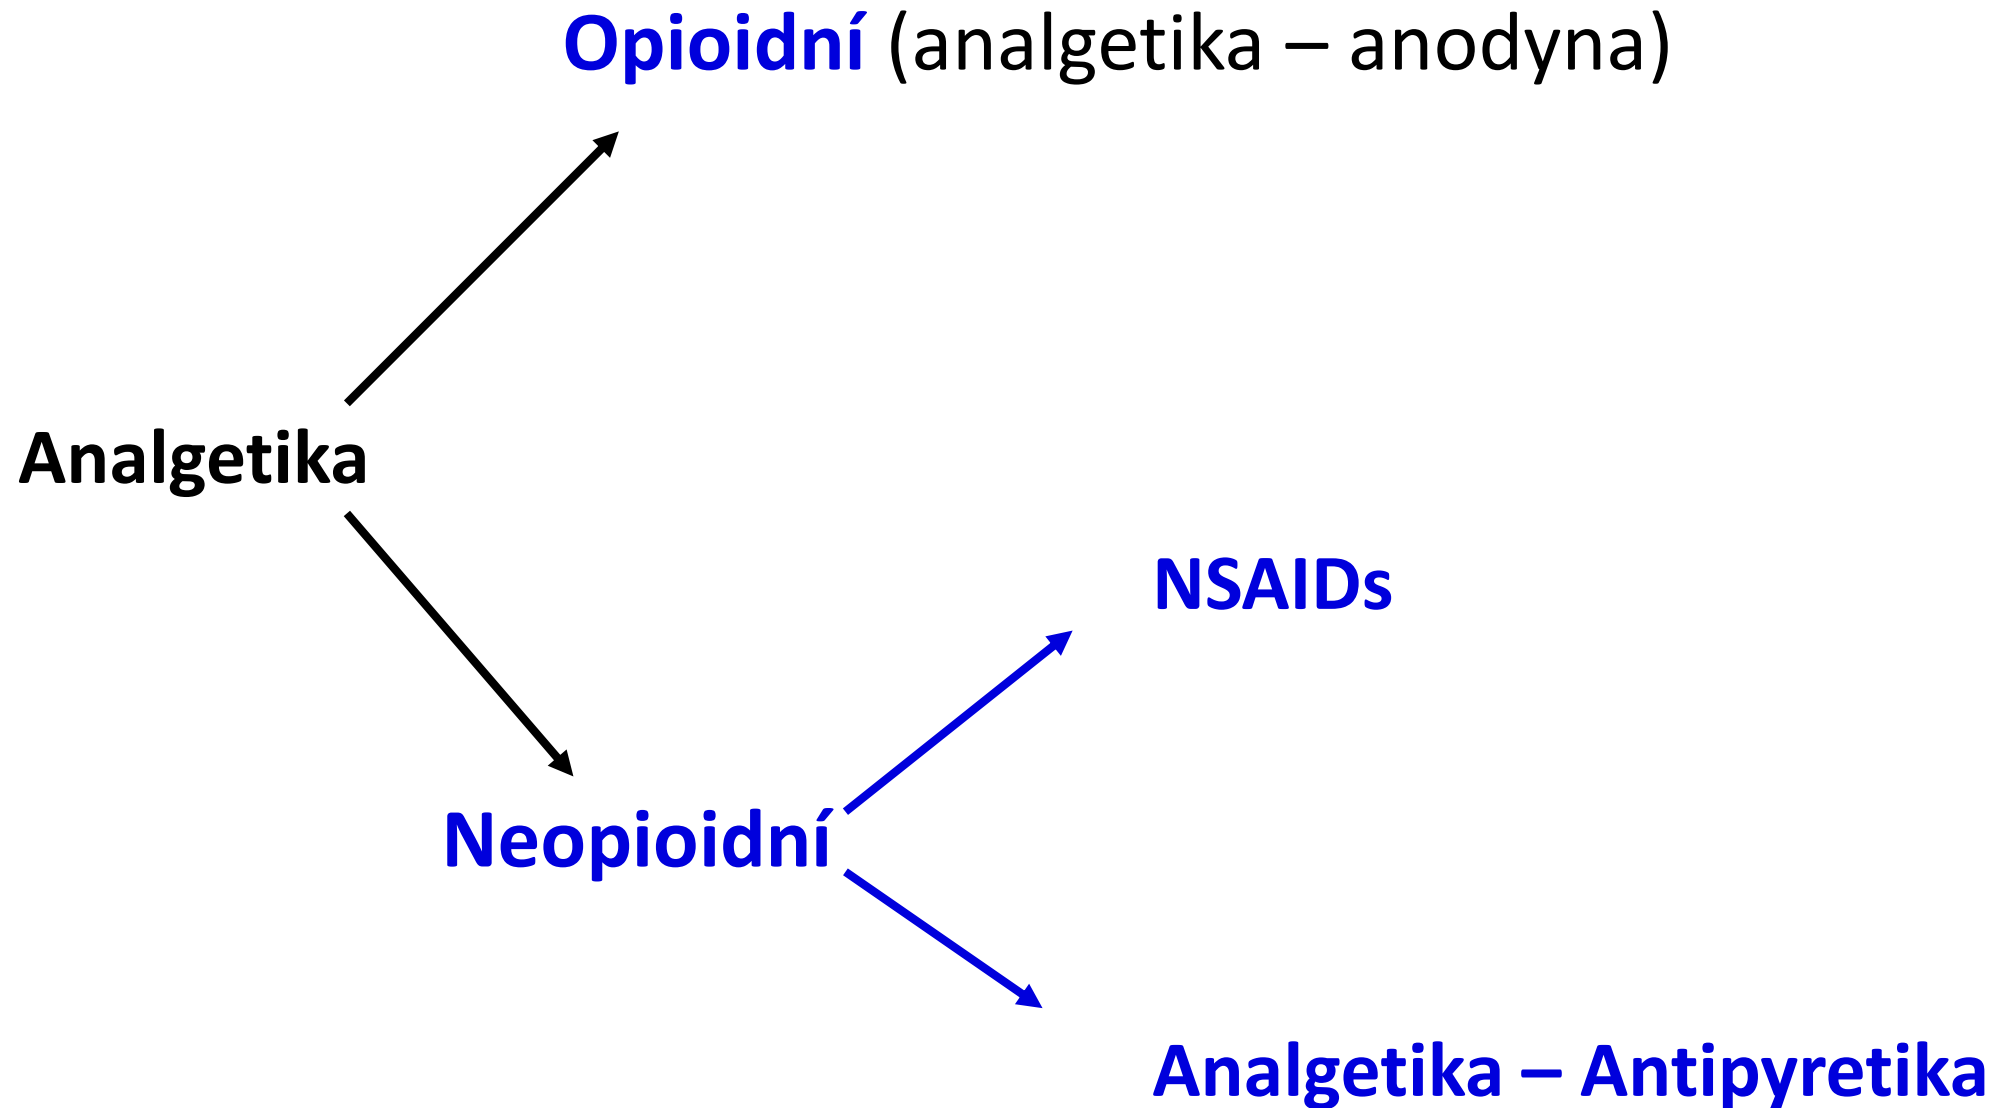 Opioidní (analgetika – anodyna)
Analgetika
NSAIDs
Neopioidní
Analgetika – Antipyretika